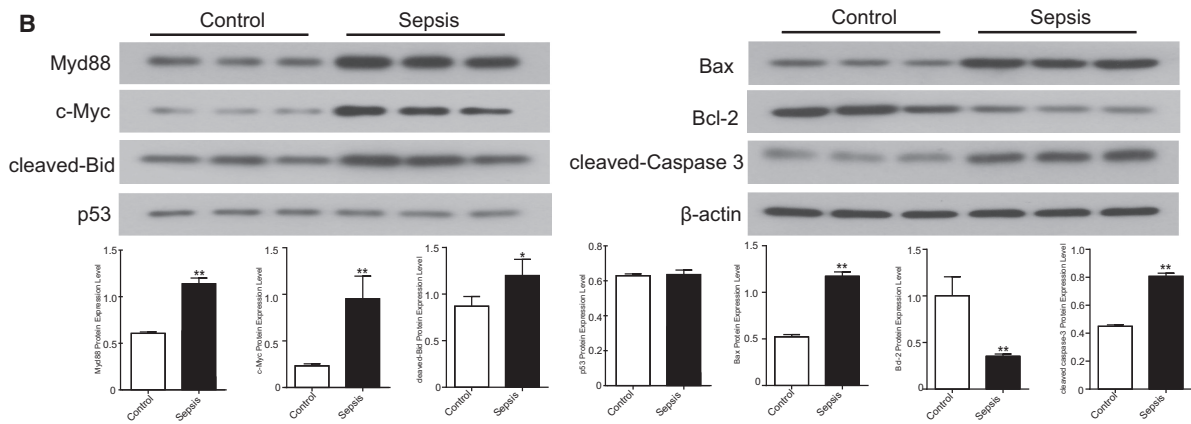 B
Control Sepsis
Myd88
c-Myc
cleaved-Bid
p53
Control Sepsis
Bax
Bcl-2
cleaved-Caspase 3
β-actin
Myd88 Protein Expression Level
1.5
1.0
0.5
0
**
Control Sepsis
c-Myc Protein Expression Level
1.5
1.0
0.5
0
**
Control Sepsis
cleaved-Bid Protein Expression Level
1.5
1.0
0.5
0
*
Control Sepsis
p53 Protein Expression Level
0.8
0.6
0.4
0.2
0
Control Sepsis
Bax Protein Expression Level
1.5
1.0
0.5
0
**
Control Sepsis
Bcl-2 Protein Expression Level
1.5
1.0
0.5
0
**
Control Sepsis
cleaved caspase-3 Protein Expression Level
1.0
0.8
0.6
0.4
0.2
0
**
Control Sepsis